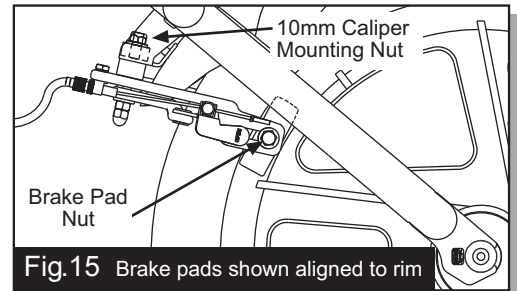 10mm Caliper
Mounting Nut
Brake Pad
Nut
Fig.15 Brake pads shown aligned to rim